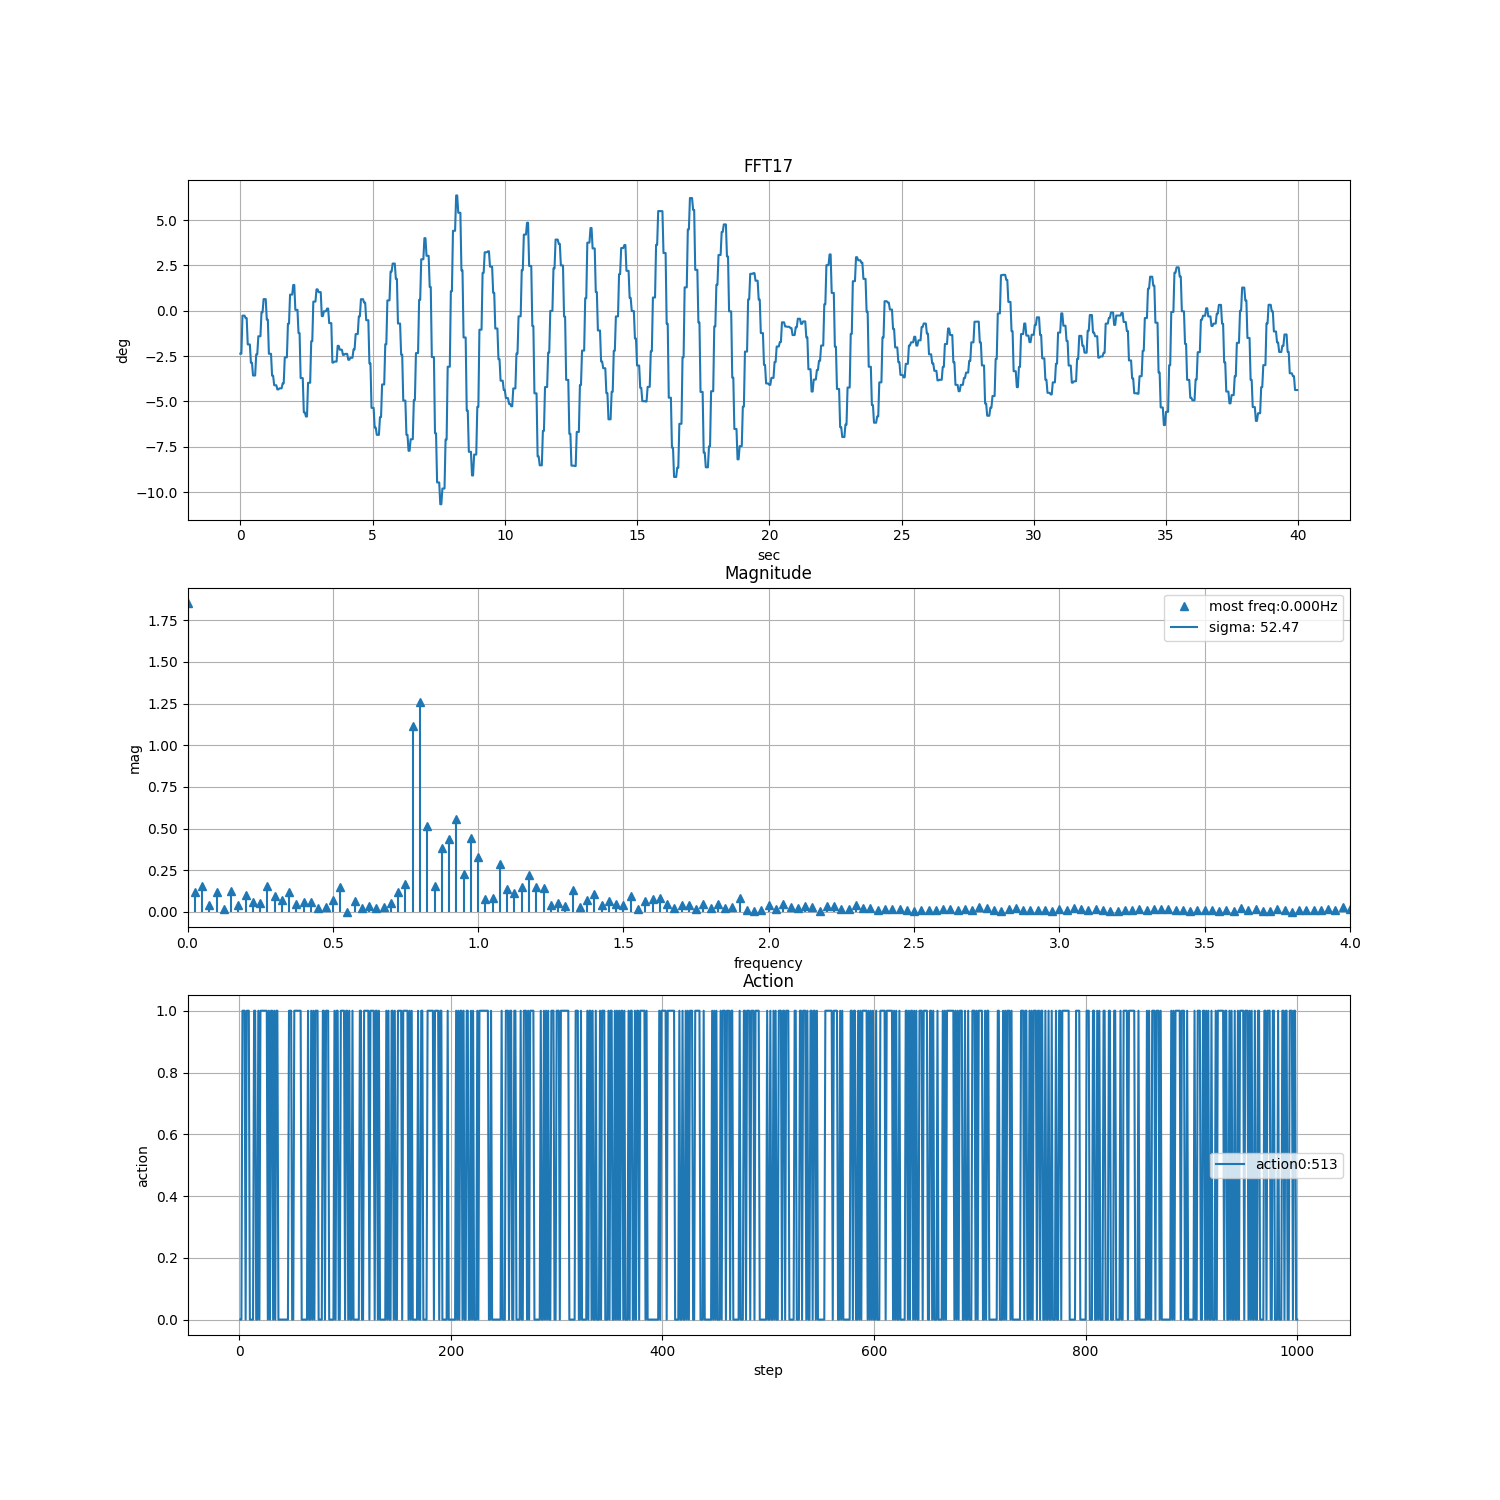 FFT17
5.0
2.5
0.0
−2.5
−5.0
−7.5
−10.0
deg
0 5 10 15 20 25 30 35 40
sec
Magnitude
most freq:0.000Hz
sigma: 52.47
1.75
1.50
1.25
1.00
0.75
0.50
0.25
0.00
mag
0.0 0.5 1.0 1.5 2.0 2.5 3.0 3.5 4.0
frequency
Action
1.0
0.8
0.6
0.4
0.2
0.0
action
action0:513
0 200 400 600 800 1000
step